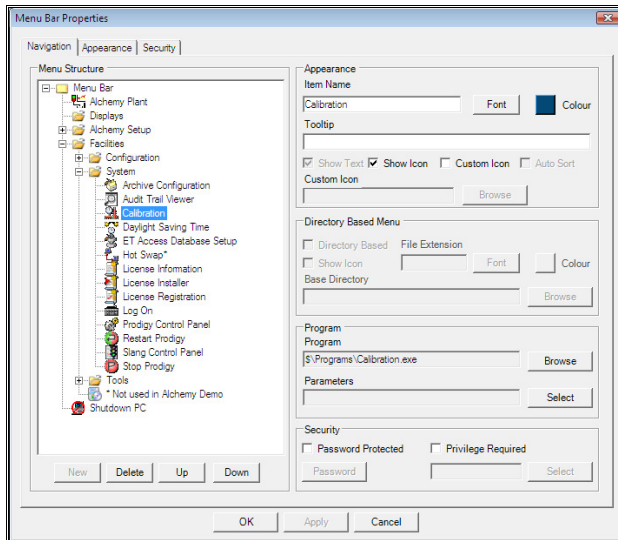 Menu Bar Properties
Navigation
Appearance
Security
Menu Structure
Menu Bar
Alchemy Plant
Displays
Alchemy Setup
Facilities
Configuration
System
Archive Configuration
Audit Trail Viewer
Calibration
Daylight Saving Time
ET Access Database Setup
Hot Swap*
License Information
License Installer
License Registration
Log On
Prodigy Control Panel
Restart Prodigy
Slang Control Panel
Stop Prodigy
Tools
* Not used in Alchemy Demo
Shutdown PC
New Delete Up Down
Appearance
Item Name
Calibration Font Colour
Tooltip
Show Text Show Icon Custom Icon Auto Sort
Custom Icon
Browse
Directory Based Menu
Directory Based File Extension
Show Icon Font Colour
Base Directory
Browse
Program
Program
$\Programs\Calibration.exe Browse
Parameters
Select
Security
Password Protected Privilege Required
Password Select
OK Apply Cancel